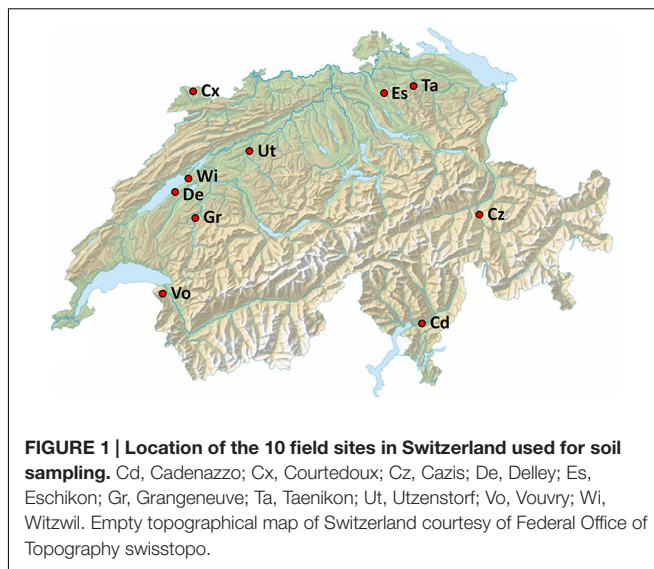 Cx
Es
Ta
Ut
Wi
De
Gr
Cz
Vo
Cd
FIGURE 1 | Location of the 10 field sites in Switzerland used for soil
sampling. Cd, Cadenazzo; Cx, Courtedoux; Cz, Cazis; De, Delley; Es,
Eschikon; Gr, Grangeneuve; Ta, Taenikon; Ut, Utzenstorf; Vo, Vouvry; Wi,
Witzwil. Empty topographical map of Switzerland courtesy of Federal Office of
Topography swisstopo.